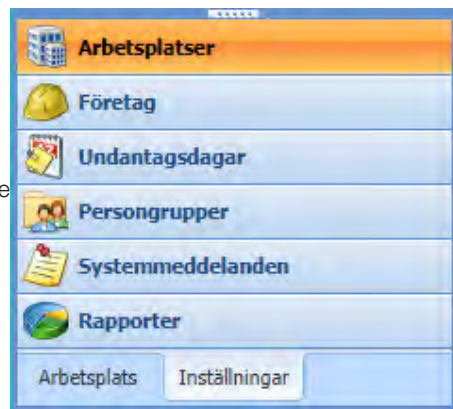 Arbetsplatser
Företag
Undantagsdagar
e
Persongrupper
Systemmeddelanden
Rapporter
Arbetsplats Inställningar